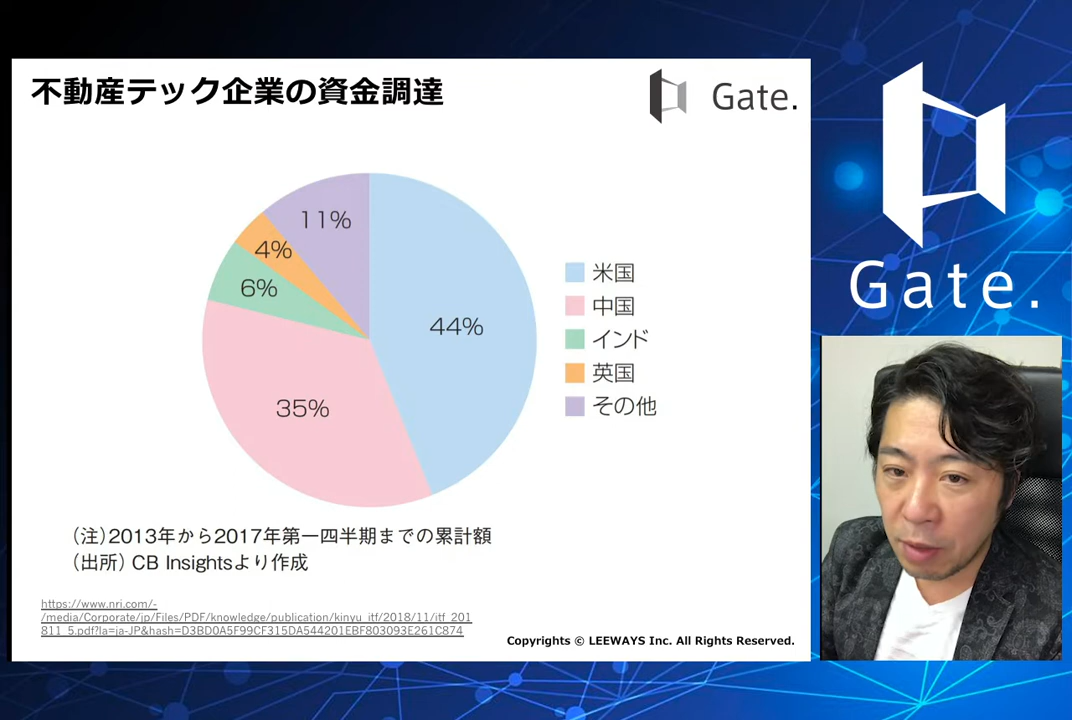 不動産テック企業の資金調達
Gate.
11%
4%
6%
44%
35%
米国
中国
インド
英国
その他
(注)2013年から2017年第一四半期までの累計額
(出所) CB Insightsより作成
https://www.nri.com/-
/media/Corporate/jp/Files/PDF/knowledge/publication/kinyu_itf/2018/11/itf_201
811_5.pdf?la=ja-JP&hash=D3BD0A5F99CF315DA544201EBF803093E261C874
Copyrights © LEEWAYS Inc. All Rights Reserved.
Gate.